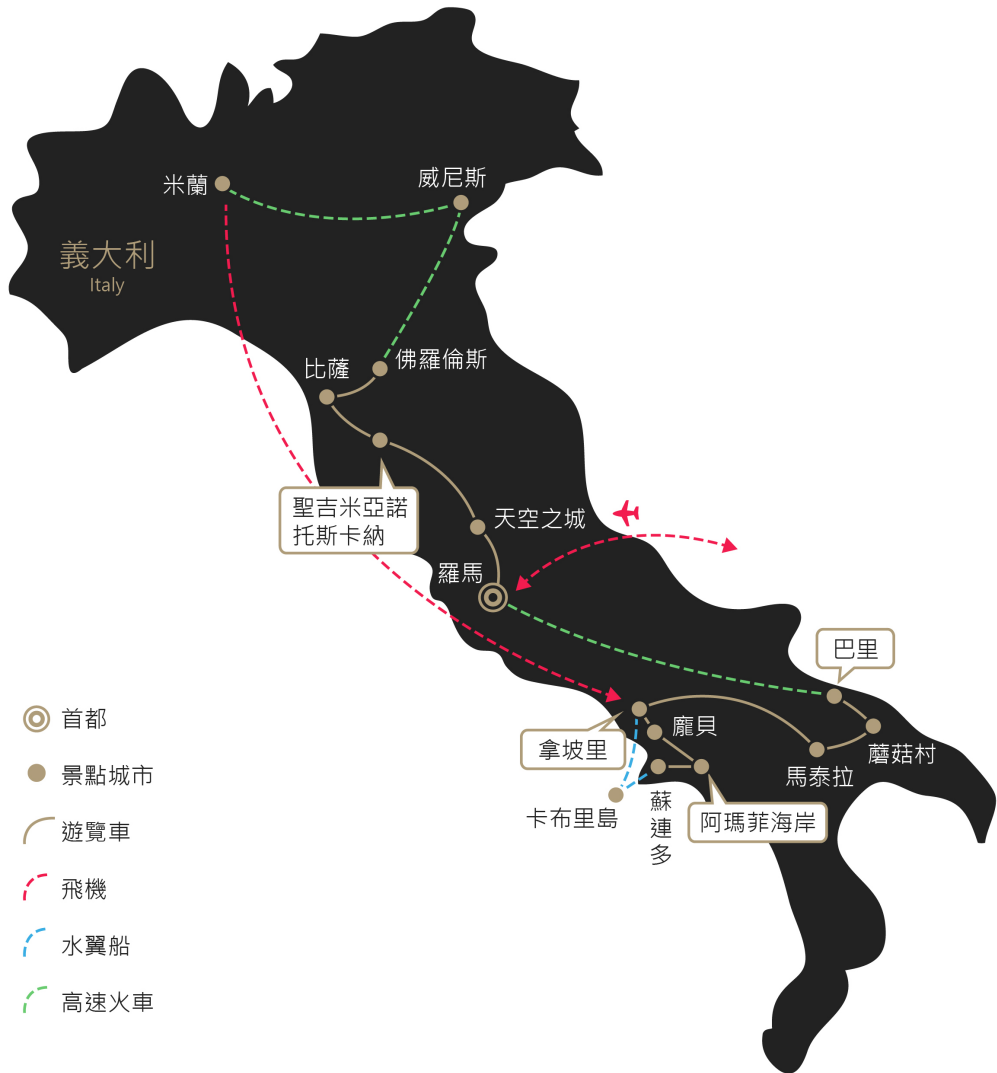 米蘭
威尼斯
義大利
Italy
比薩
佛羅倫斯
聖吉米亞諾
托斯卡納
天空之城
羅馬
巴里
拿坡里
龐貝
蘑菇村
馬泰拉
卡布里島
蘇連多
阿瑪菲海岸
首都
景點城市
遊覽車
飛機
水翼船
高速火車